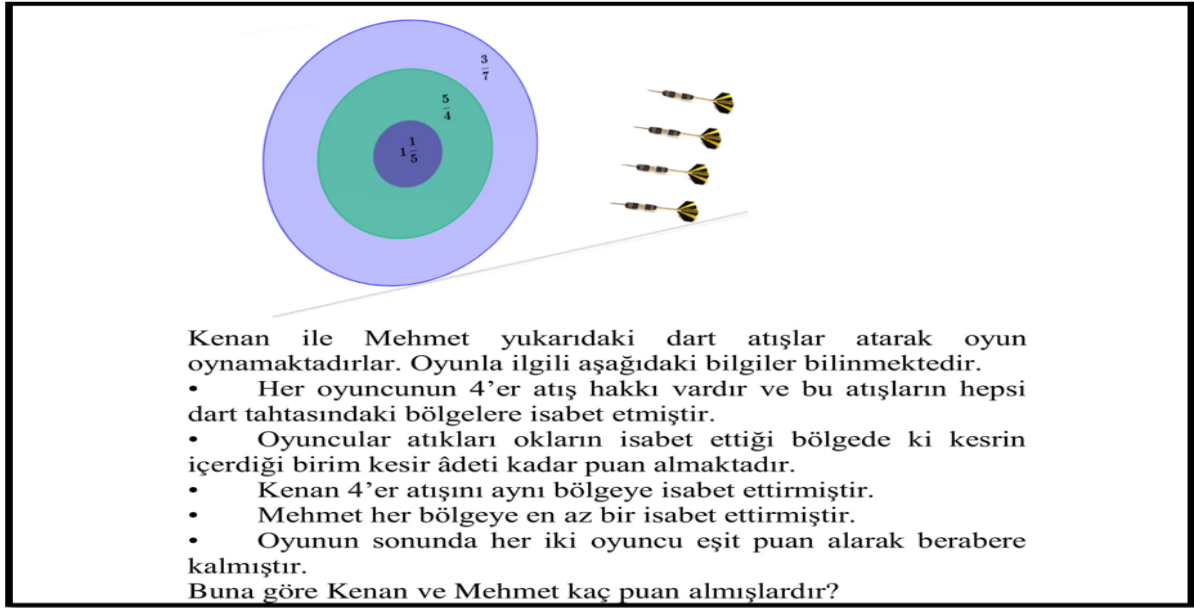 3/7
5/4
1 1/5
Kenan ile Mehmet yukarıdaki dart atışlar atarak oyun
oynamaktadırlar. Oyunla ilgili aşağıdaki bilgiler bilinmektedir.
• Her oyuncunun 4’er atış hakkı vardır ve bu atışların hepsi
dart tahtasındaki bölgelere isabet etmiştir.
• Oyuncular atıkları okların isabet ettiği bölgede ki kesrin
içerdiği birim kesir âdeti kadar puan almaktadır.
• Kenan 4’er atışını aynı bölgeye isabet ettirmiştir.
• Mehmet her bölgeye en az bir isabet ettirmiştir.
• Oyunun sonunda her iki oyuncu eşit puan alarak berabere
kalmıştır.
Buna göre Kenan ve Mehmet kaç puan almışlardır?